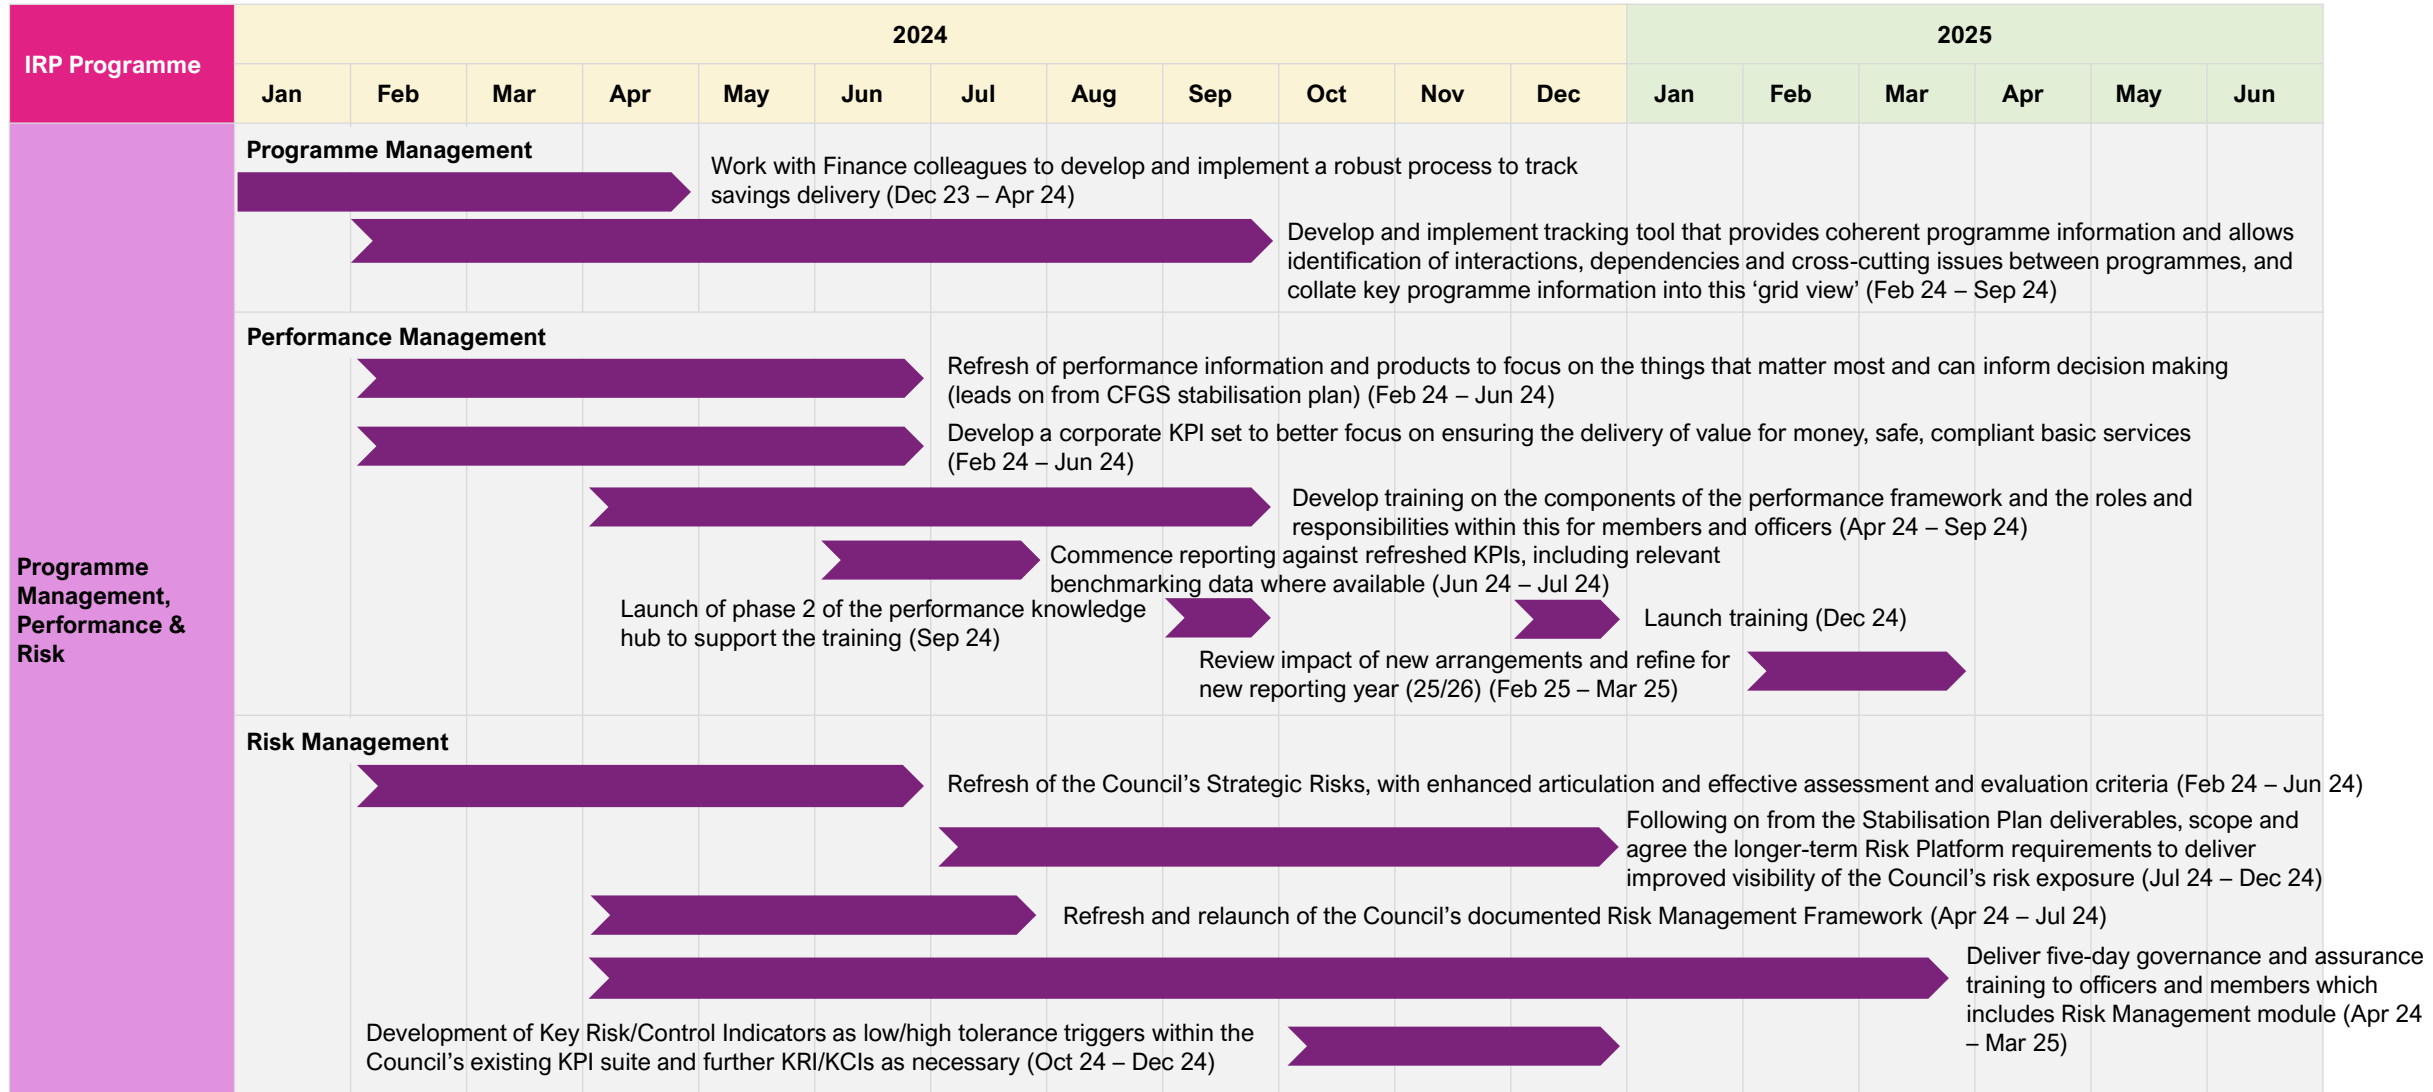 IRP Programme
2024
2025
Jan Feb Mar Apr May Jun Jul Aug Sep Oct Nov Dec Jan Feb Mar Apr May Jun
Programme
Management,
Performance &
Risk
Programme Management
Work with Finance colleagues to develop and implement a robust process to track
savings delivery (Dec 23 – Apr 24)
Develop and implement tracking tool that provides coherent programme information and allows
identification of interactions, dependencies and cross-cutting issues between programmes, and
collate key programme information into this ‘grid view’ (Feb 24 – Sep 24)
Performance Management
Refresh of performance information and products to focus on the things that matter most and can inform decision making
(leads on from CFGS stabilisation plan) (Feb 24 – Jun 24)
Develop a corporate KPI set to better focus on ensuring the delivery of value for money, safe, compliant basic services
(Feb 24 – Jun 24)
Develop training on the components of the performance framework and the roles and
responsibilities within this for members and officers (Apr 24 – Sep 24)
Commence reporting against refreshed KPIs, including relevant
benchmarking data where available (Jun 24 – Jul 24)
Launch of phase 2 of the performance knowledge
hub to support the training (Sep 24)
Launch training (Dec 24)
Review impact of new arrangements and refine for
new reporting year (25/26) (Feb 25 – Mar 25)
Risk Management
Refresh of the Council’s Strategic Risks, with enhanced articulation and effective assessment and evaluation criteria (Feb 24 – Jun 24)
Following on from the Stabilisation Plan deliverables, scope and
agree the longer-term Risk Platform requirements to deliver
improved visibility of the Council’s risk exposure (Jul 24 – Dec 24)
Refresh and relaunch of the Council’s documented Risk Management Framework (Apr 24 – Jul 24)
Deliver five-day governance and assurance
training to officers and members which
includes Risk Management module (Apr 24
– Mar 25)
Development of Key Risk/Control Indicators as low/high tolerance triggers within the
Council’s existing KPI suite and further KRI/KCIs as necessary (Oct 24 – Dec 24)